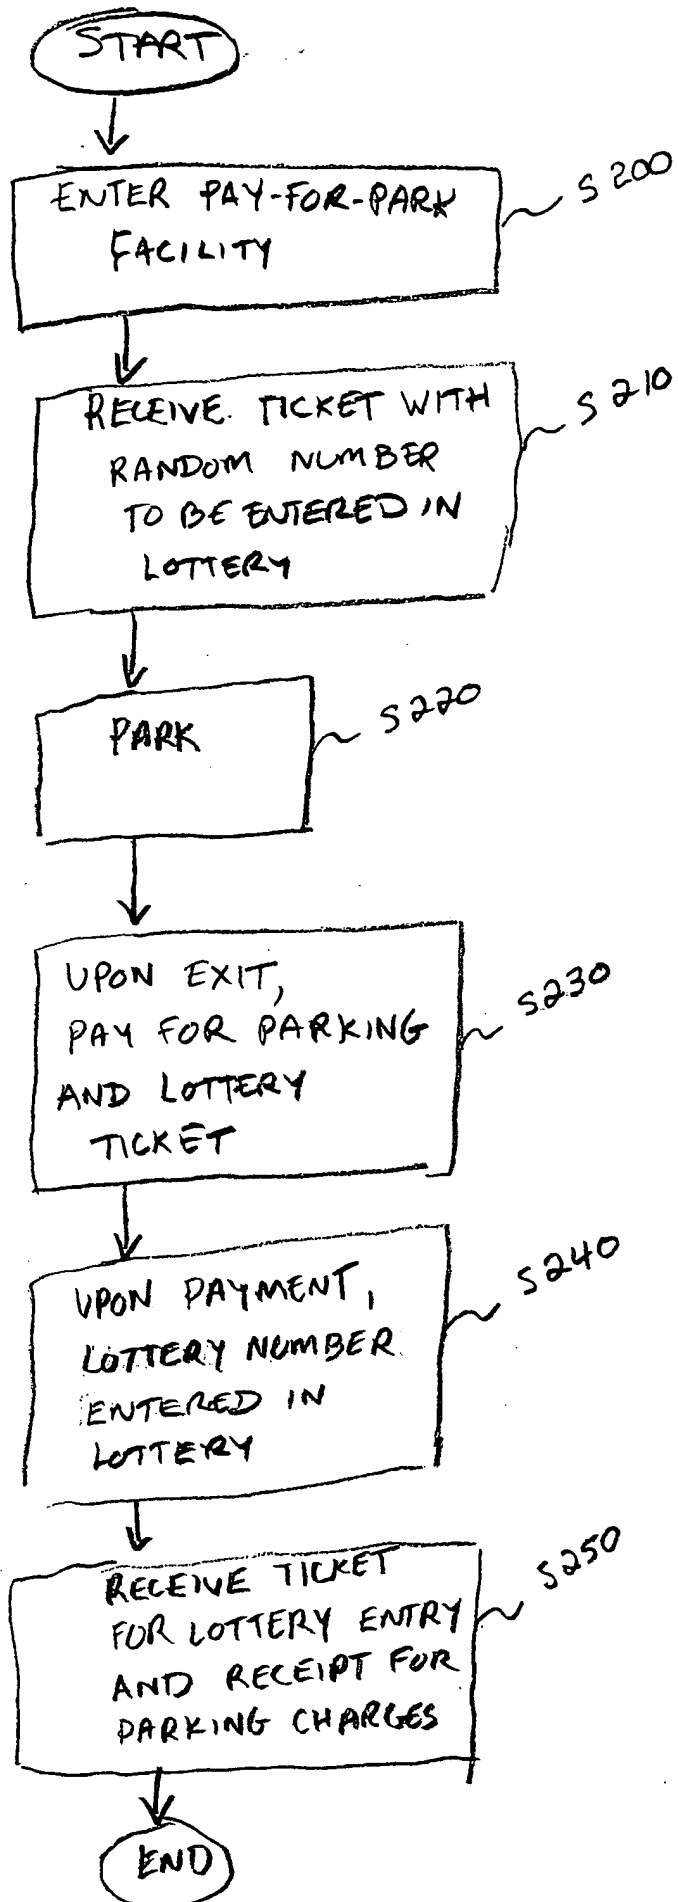 START
ENTER PAY-FOR-PARK
FACILITY
S200
RECEIVE TICKET WITH
RANDOM NUMBER
TO BE ENTERED IN
LOTTERY
S210
PARK
S220
UPON EXIT,
PAY FOR PARKING
AND LOTTERY
TICKET
S230
UPON PAYMENT,
LOTTERY NUMBER
ENTERED IN
LOTTERY
S240
RECEIVE TICKET
FOR LOTTERY ENTRY
AND RECEIPT FOR
PARKING CHARGES
S250
END